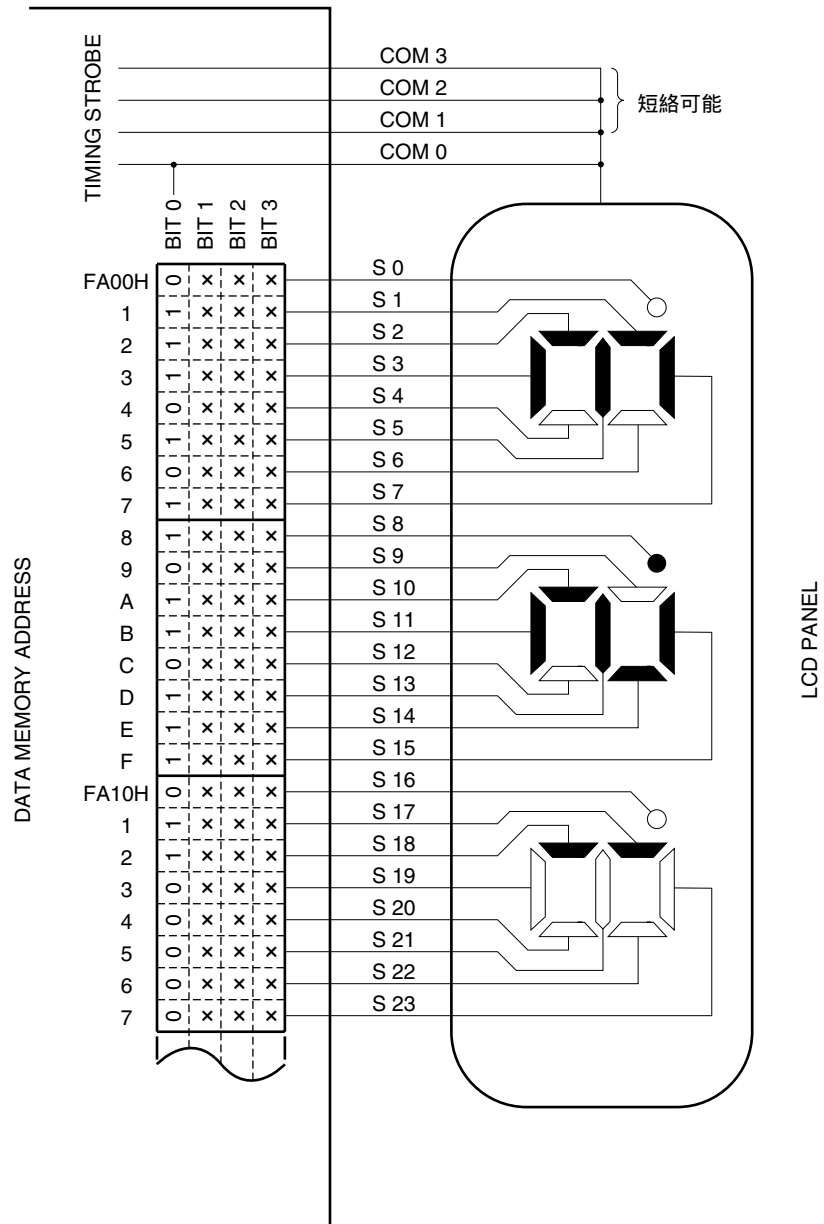 TIMING STROBE
COM 3
COM 2
COM 1
COM 0
短絡可能
BIT 0
BIT 1
BIT 2
BIT 3
DATA MEMORY ADDRESS
LCD PANEL
FA00H 0 × × × S 0
1 1 × × × S 1
2 1 × × × S 2
3 1 × × × S 3
4 0 × × × S 4
5 1 × × × S 5
6 0 × × × S 6
7 1 × × × S 7
8 1 × × × S 8
9 0 × × × S 9
A 1 × × × S 10
B 1 × × × S 11
C 0 × × × S 12
D 1 × × × S 13
E 1 × × × S 14
F 1 × × × S 15
FA10H 0 × × × S 16
1 1 × × × S 17
2 1 × × × S 18
3 0 × × × S 19
4 0 × × × S 20
5 0 × × × S 21
6 0 × × × S 22
7 0 × × × S 23